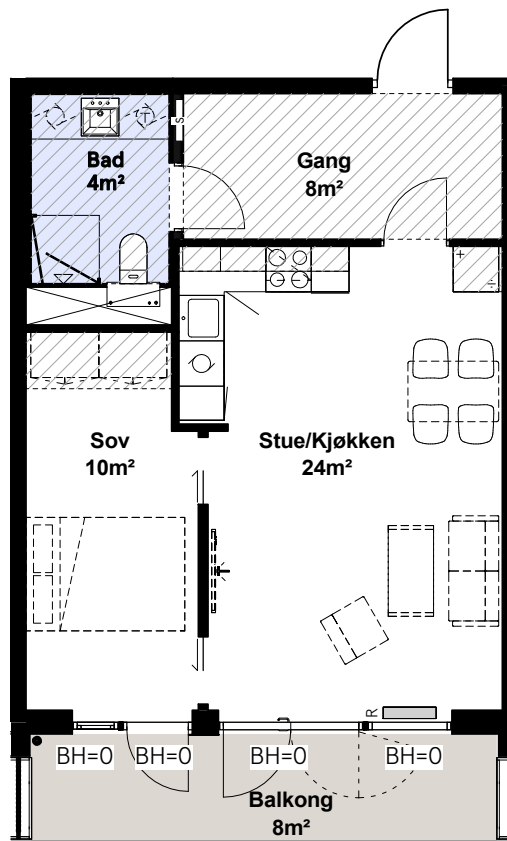 T
S
Bad
4m²
Gang
8m²
+
÷
Sov
10m²
Stue/Kjøkken
24m²
R
BH=0 BH=0 BH=0 BH=0
Balkong
8m²